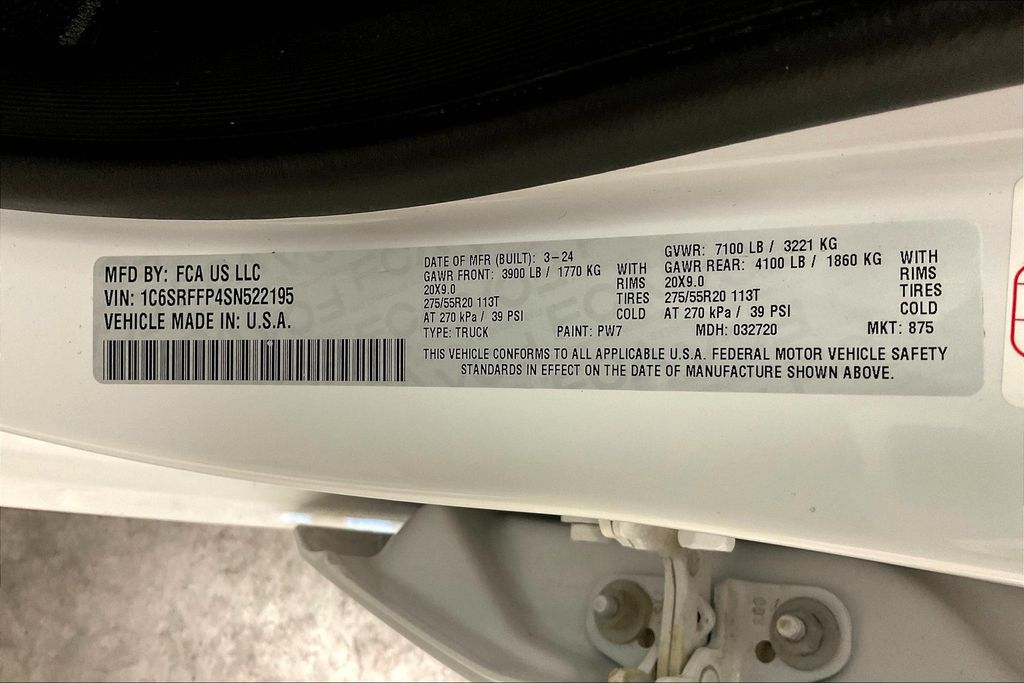 MFD BY: FCA US LLC
VIN: 1C6SRFFP4SN522195
VEHICLE MADE IN: U.S.A.
DATE OF MFR (BUILT): 3-24 GVWR: 7100 LB / 3221 KG
GAWR FRONT: 3900 LB / 1770 KG WITH GAWR REAR: 4100 LB / 1860 KG WITH
20X9.0 RIMS 20X9.0 RIMS
275/55R20 113T TIRES 275/55R20 113T TIRES
AT 270 kPa / 39 PSI COLD AT 270 kPa / 39 PSI COLD
TYPE: TRUCK PAINT: PW7 MDH: 032720 MKT: 875
THIS VEHICLE CONFORMS TO ALL APPLICABLE U.S.A. FEDERAL MOTOR VEHICLE SAFETY
STANDARDS IN EFFECT ON THE DATE OF MANUFACTURE SHOWN ABOVE.